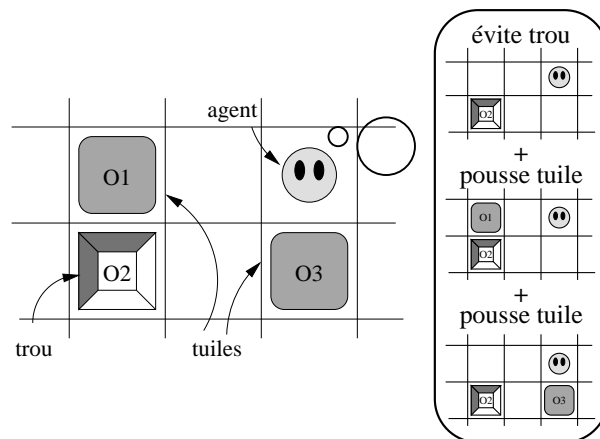 agent
O1
O2
O3
trou
tuiles
évite trou
O2
+
pousse tuile
O1
O2
+
pousse tuile
O2
O3